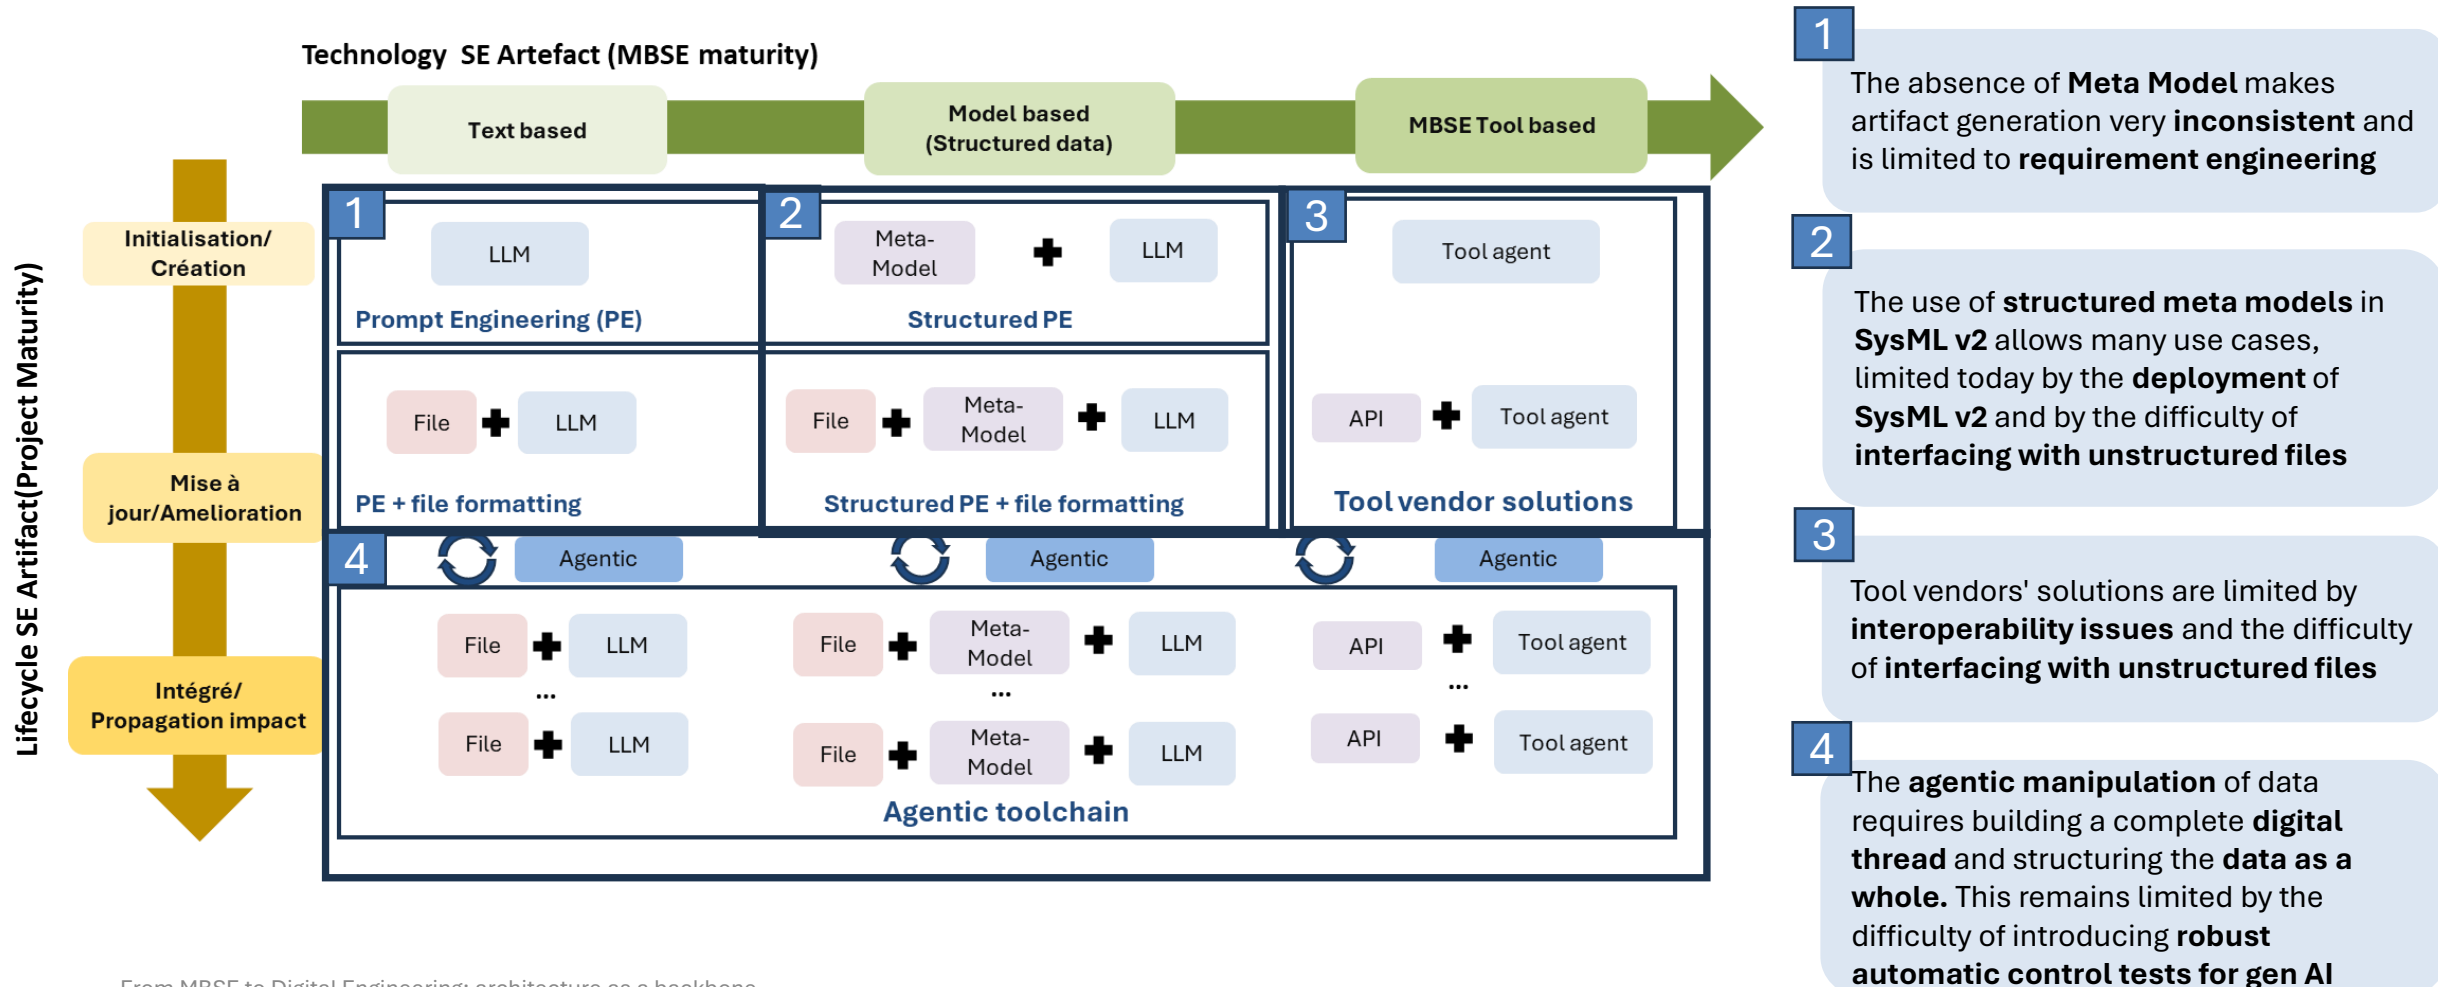 Technology  SE Artefact (MBSE maturity)
Text based
Model based
(Structured data)
MBSE Tool based
Lifecycle SE Artifact(Project Maturity)
Initialisation/
Création
Mise à
jour/Amelioration
Intégré/
Propagation impact
1
LLM
Prompt Engineering (PE)
2
Meta-
Model
LLM
Structured PE
3
Tool agent
File
LLM
PE + file formatting
File
Meta-
Model
LLM
Structured PE + file formatting
API
Tool agent
Tool vendor solutions
4
Agentic
Agentic
Agentic
File
LLM
...
File
LLM
File
Meta-
Model
LLM
...
File
Meta-
Model
LLM
API
Tool agent
...
API
Tool agent
Agentic toolchain
1
The absence of Meta Model makes
artifact generation very inconsistent and
is limited to requirement engineering
2
The use of structured meta models in
SysML v2 allows many use cases,
limited today by the deployment of
SysML v2 and by the difficulty of
interfacing with unstructured files
3
Tool vendors' solutions are limited by
interoperability issues and the difficulty
of interfacing with unstructured files
4
The agentic manipulation of data
requires building a complete digital
thread and structuring the data as a
whole. This remains limited by the
difficulty of introducing robust
automatic control tests for gen AI
From MBSE to Digital Engineering: architecture as a backbone